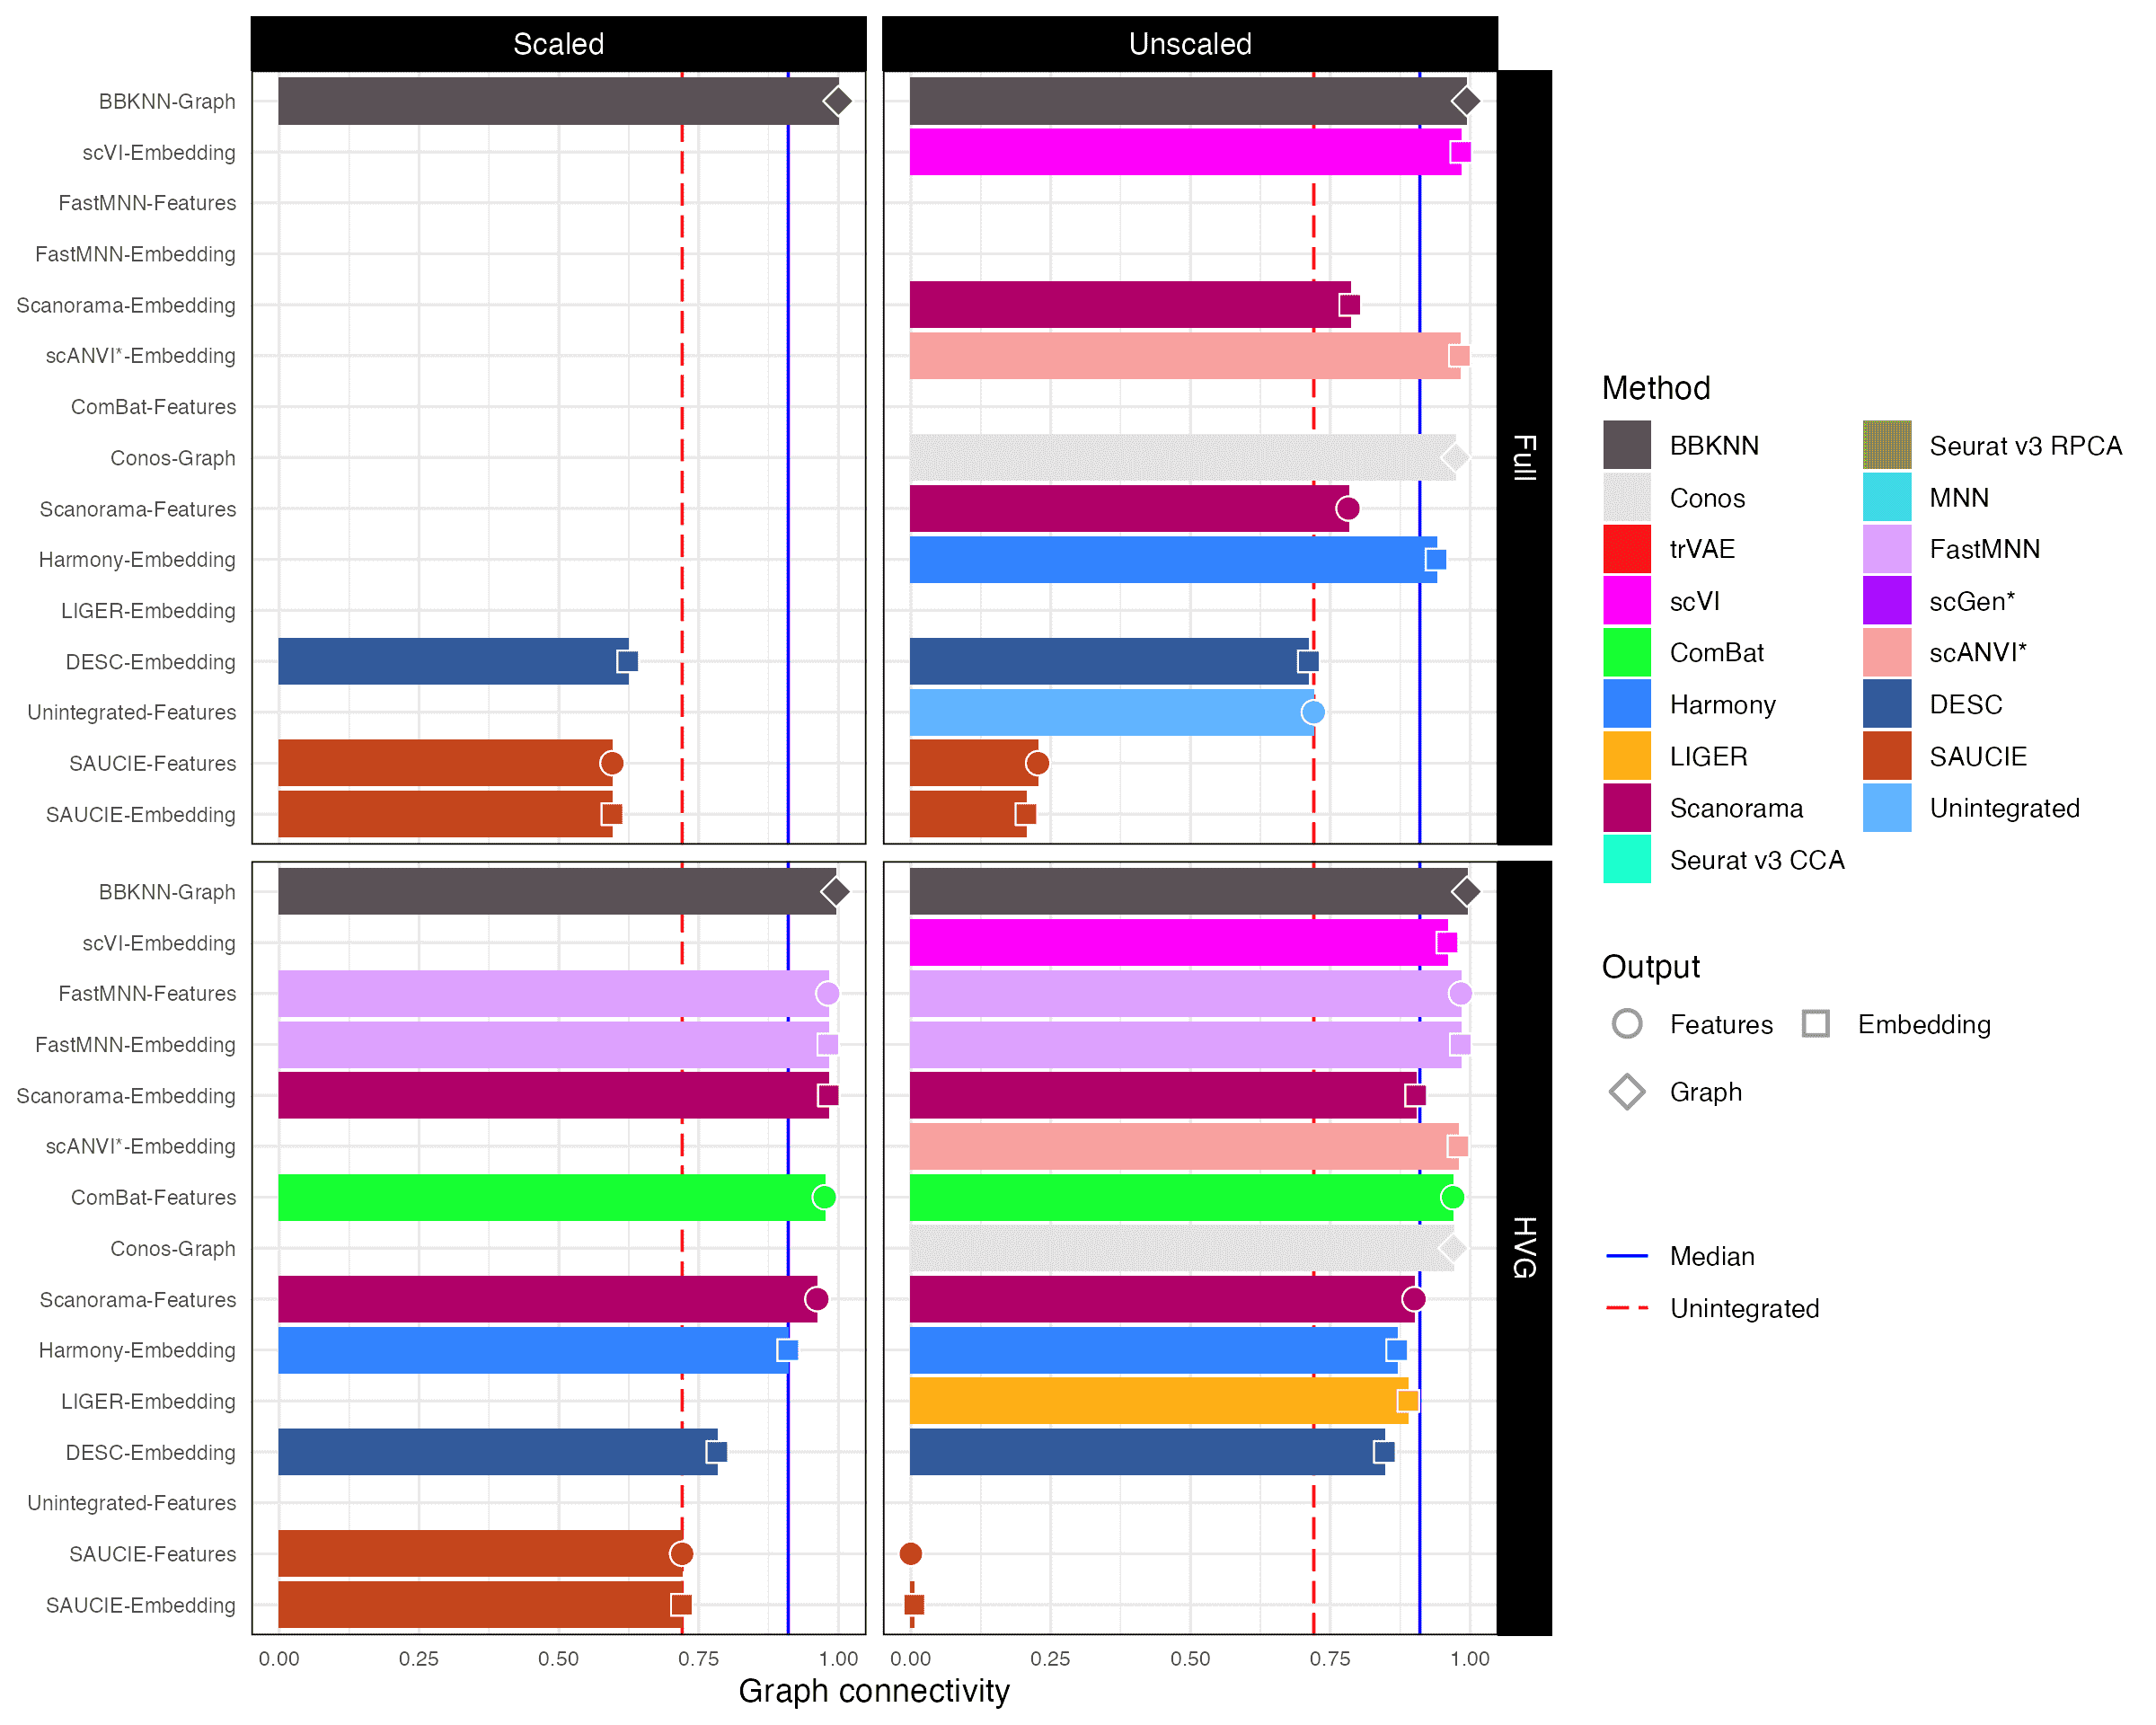 Scaled
Unscaled
BBKNN-Graph
scVI-Embedding
FastMNN-Features
FastMNN-Embedding
Scanorama-Embedding
scANVI*-Embedding
ComBat-Features
Conos-Graph
Scanorama-Features
Harmony-Embedding
LIGER-Embedding
DESC-Embedding
Unintegrated-Features
SAUCIE-Features
SAUCIE-Embedding
Full
BBKNN-Graph
scVI-Embedding
FastMNN-Features
FastMNN-Embedding
Scanorama-Embedding
scANVI*-Embedding
ComBat-Features
Conos-Graph
Scanorama-Features
Harmony-Embedding
LIGER-Embedding
DESC-Embedding
Unintegrated-Features
SAUCIE-Features
SAUCIE-Embedding
HVG
0.00 0.25 0.50 0.75 1.00 0.00 0.25 0.50 0.75 1.00
Graph connectivity
Method
BBKNN
Conos
trVAE
scVI
ComBat
Harmony
LIGER
Scanorama
Seurat v3 CCA
Seurat v3 RPCA
MNN
FastMNN
scGen*
scANVI*
DESC
SAUCIE
Unintegrated
Output
Features Embedding
Graph
Median
Unintegrated